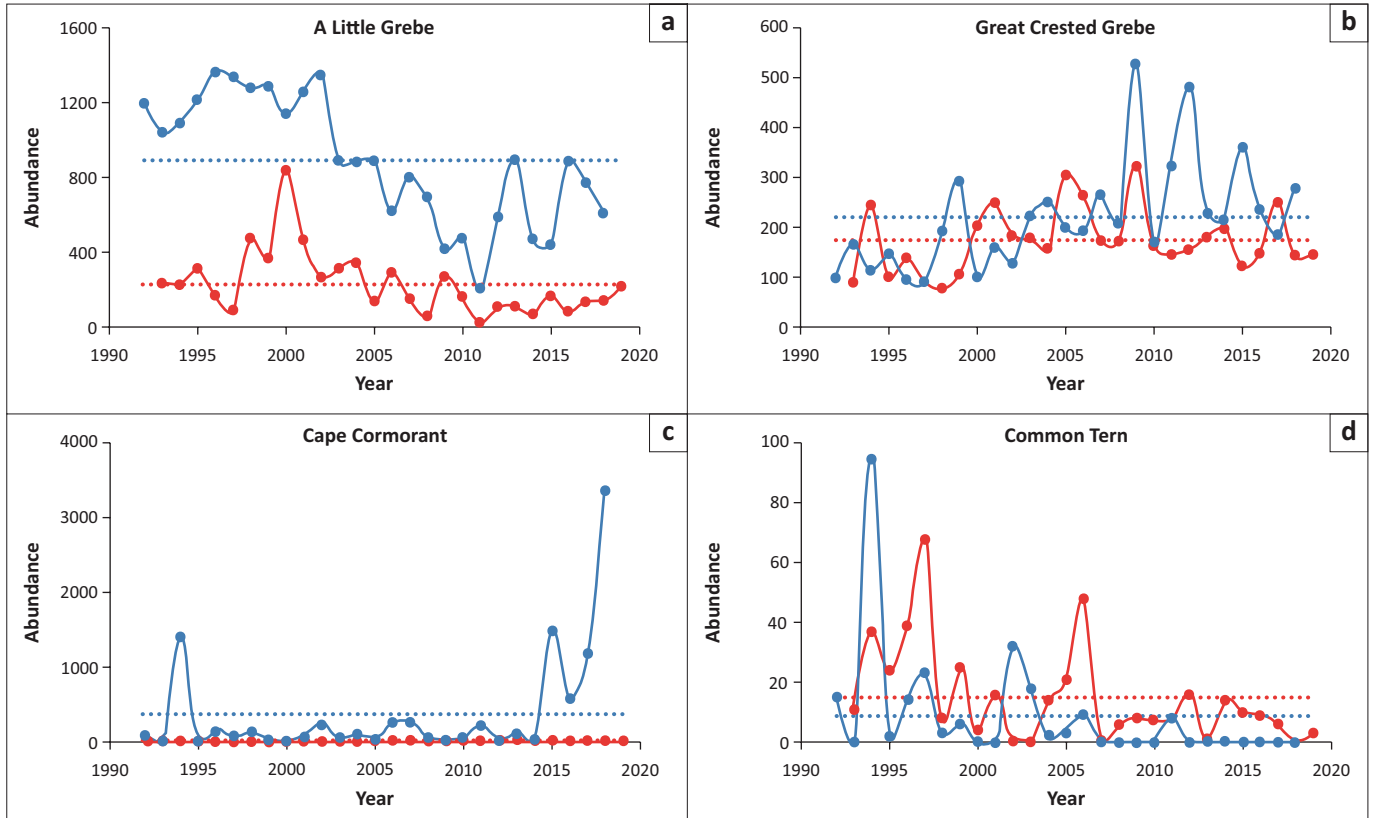 A Little Grebe
a
Abundance
1600
1200
800
400
0
1990 1995 2000 2005 2010 2015 2020
Year
Great Crested Grebe
b
Abundance
600
500
400
300
200
100
0
1990 1995 2000 2005 2010 2015 2020
Year
Cape Cormorant
c
Abundance
4000
3000
2000
1000
0
1990 1995 2000 2005 2010 2015 2020
Year
Common Tern
d
Abundance
100
80
60
40
20
0
1990 1995 2000 2005 2010 2015 2020
Year